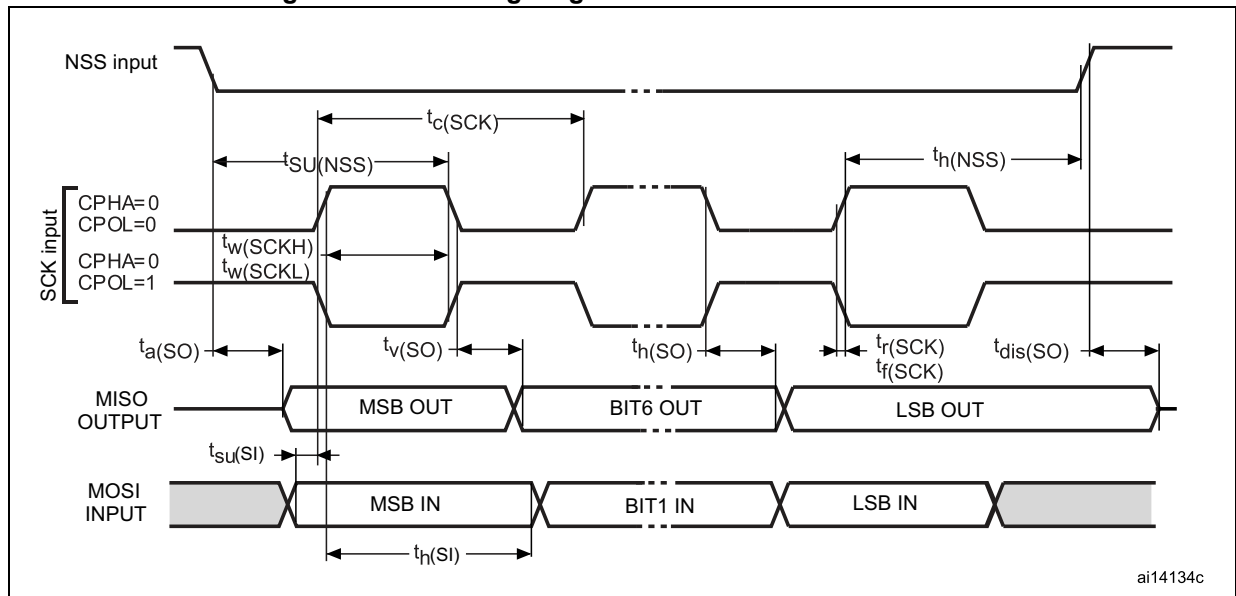 NSS input
tc(SCK)
tSU(NSS)
th(NSS)
SCK input
CPHA=0
CPOL=0
tw(SCKH)
tw(SCKL)
CPHA=0
CPOL=1
ta(SO)
tv(SO)
th(SO)
tr(SCK)
tf(SCK)
tdis(SO)
MISO
OUTPUT
MSB OUT
BIT6 OUT
LSB OUT
tsu(SI)
MOSI
INPUT
MSB IN
BIT1 IN
LSB IN
th(SI)
ai14134c